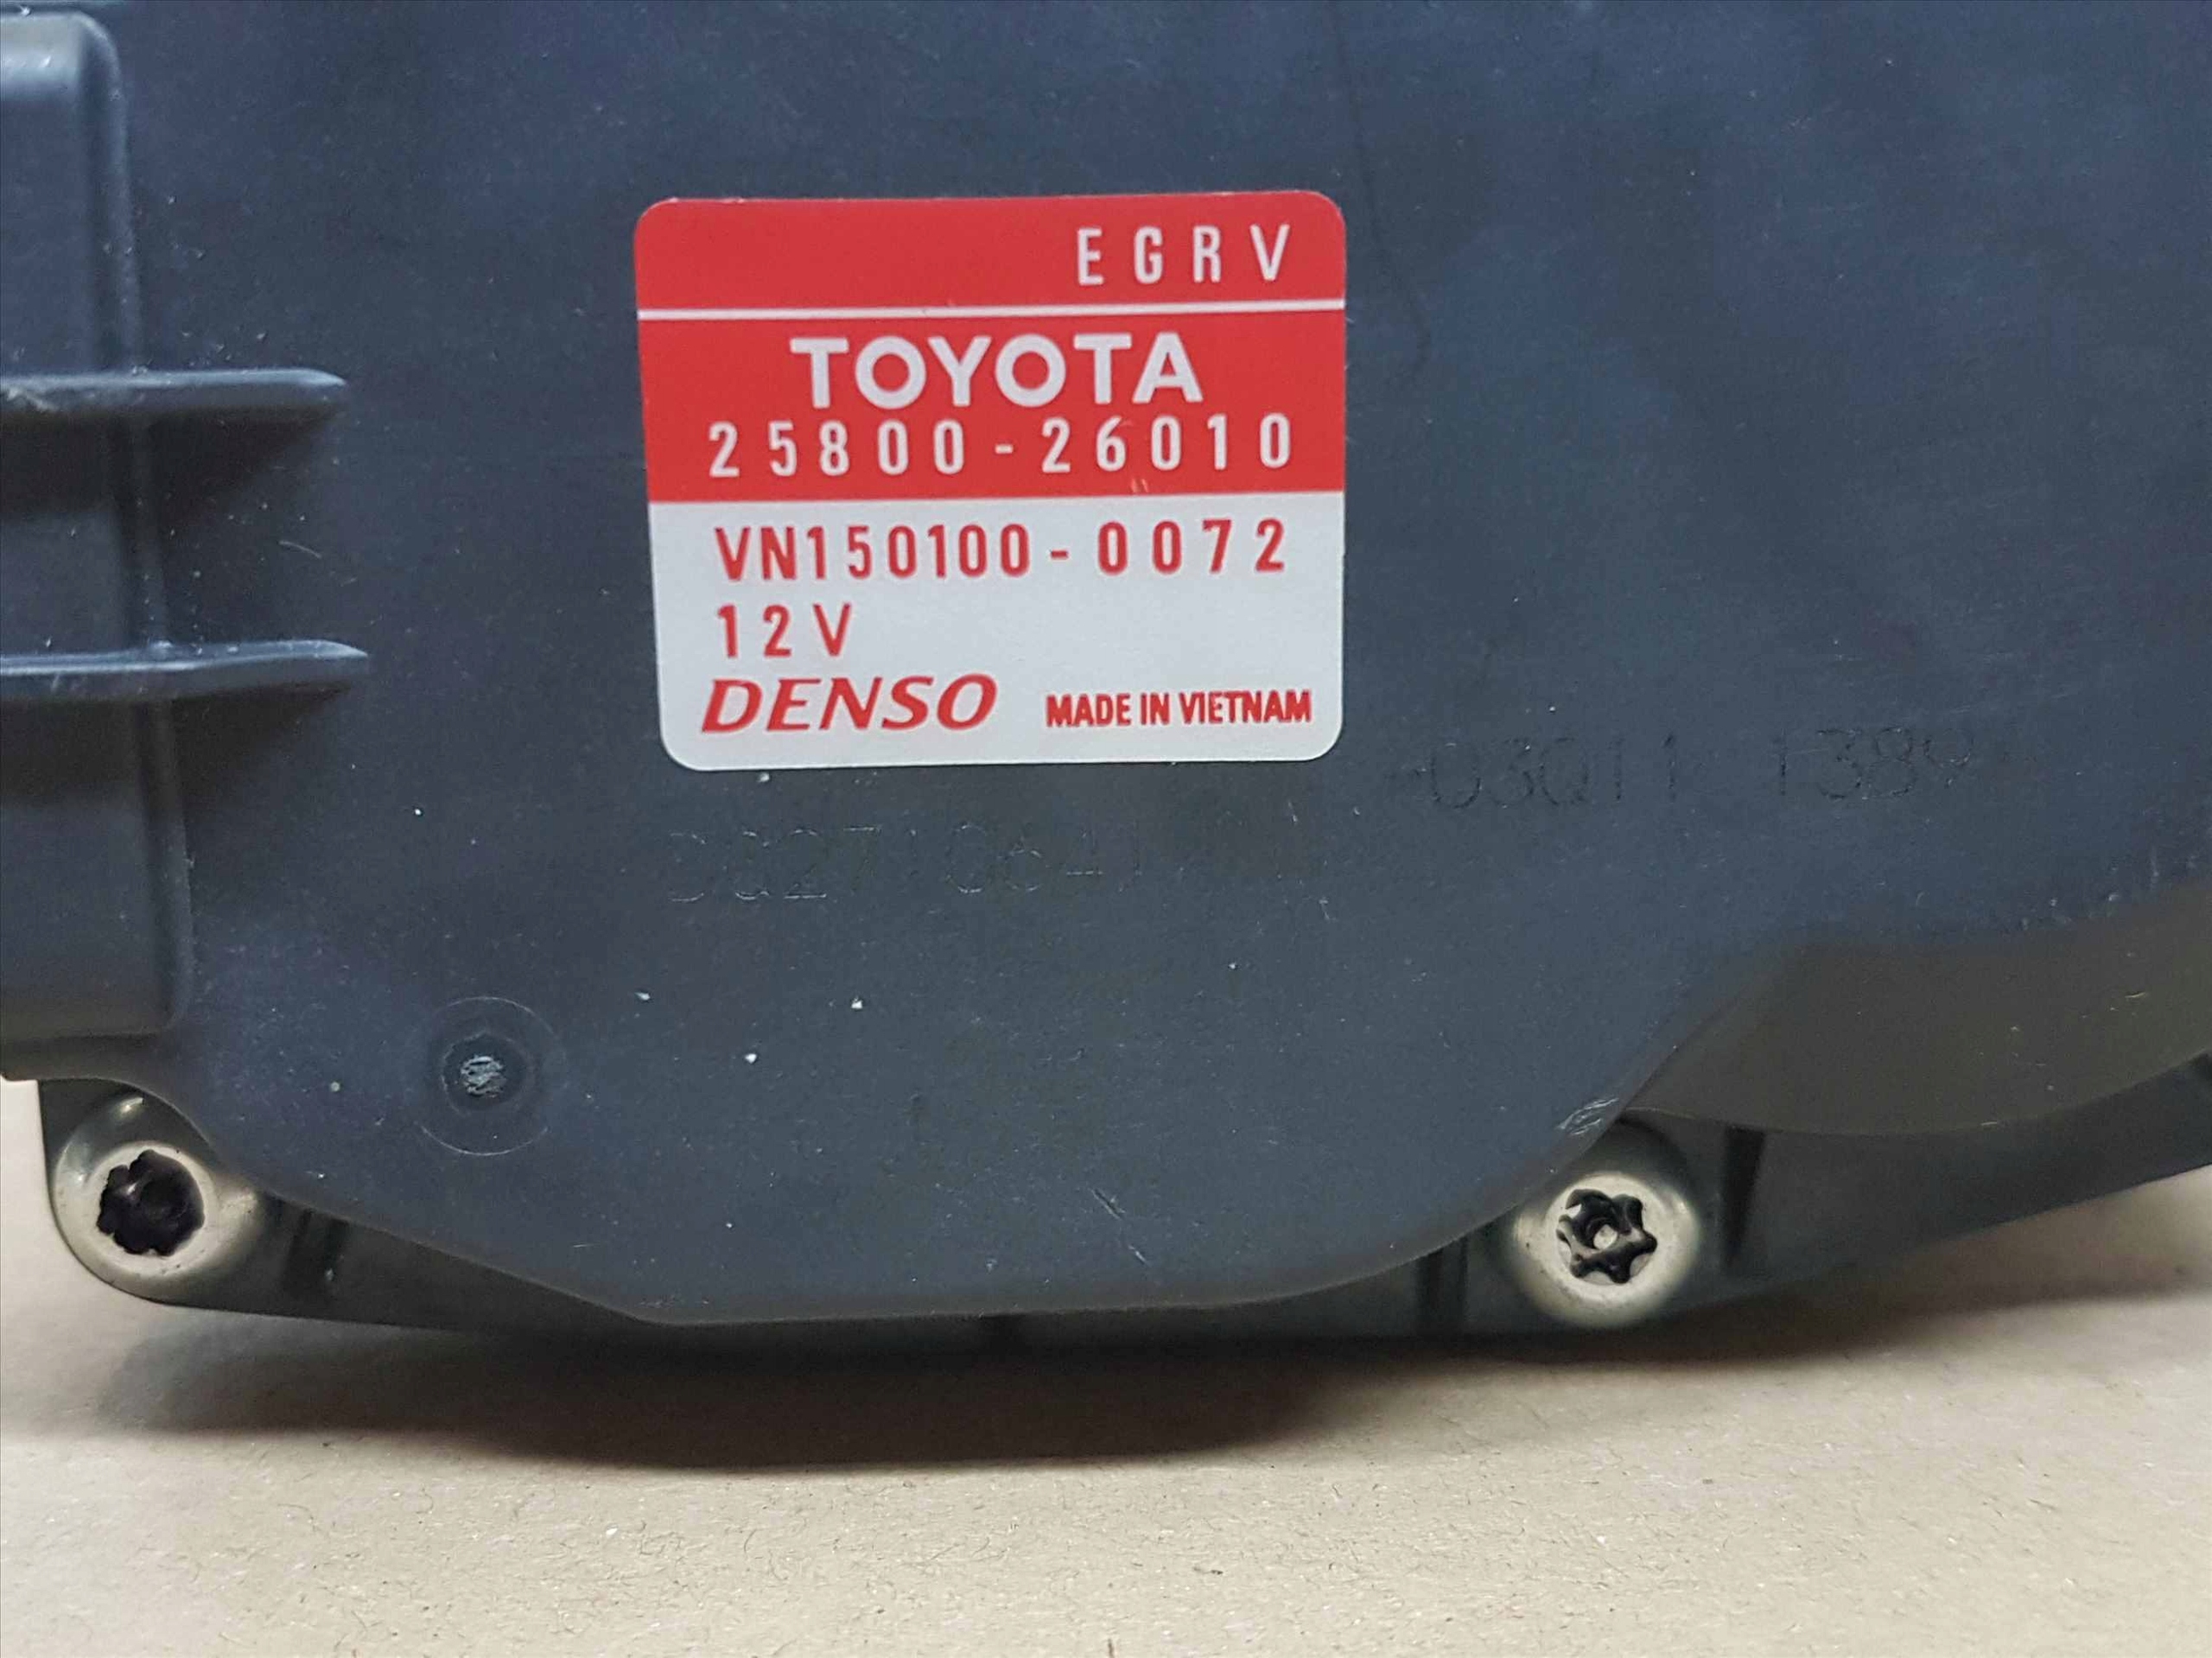 EGRV
TOYOTA
25800-26010
VN150100-0072
12V
DENSO MADE IN VIETNAM